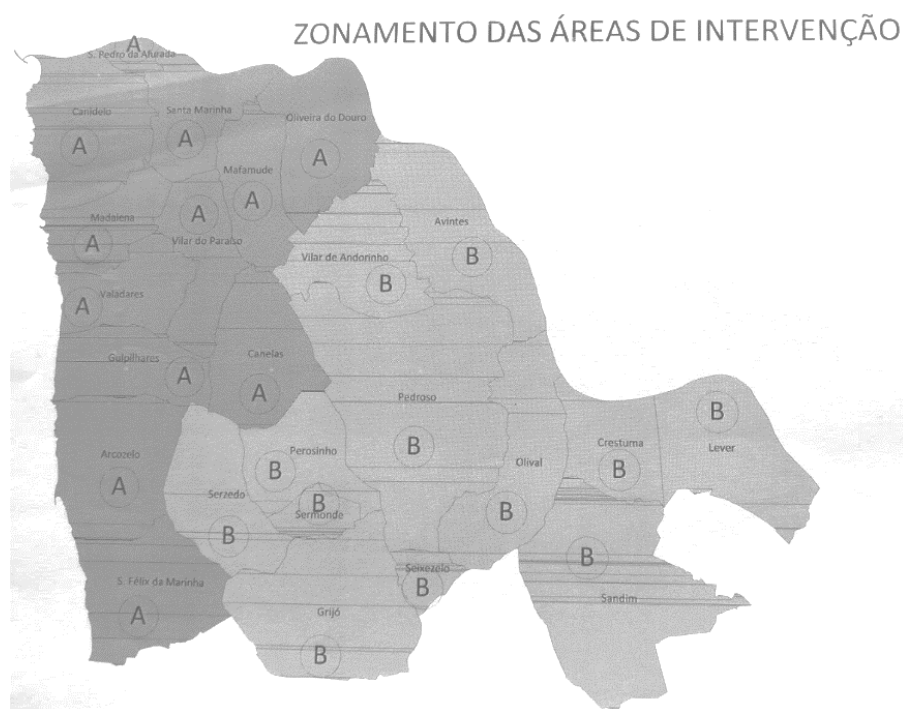 ZONAMENTO DAS ÁREAS DE INTERVENÇÃO
A
S. Pedro da Afurada
Canidelo
A
Santa Marinha
A
Oliveira do Douro
A
Mafamude
A
Madalena
A
A
Vilar do Paraíso
Avintes
B
Vilar de Andorinho
B
Valadares
A
Gulpilhares
A
Canelas
A
Pedroso
B
Lever
B
Crestuma
B
Olival
B
Arcozelo
A
Perosinho
B
Serzedo
B
B
Sermonde
Seixezelo
B
B
Sandim
S. Félix da Marinha
A
Grijó
B